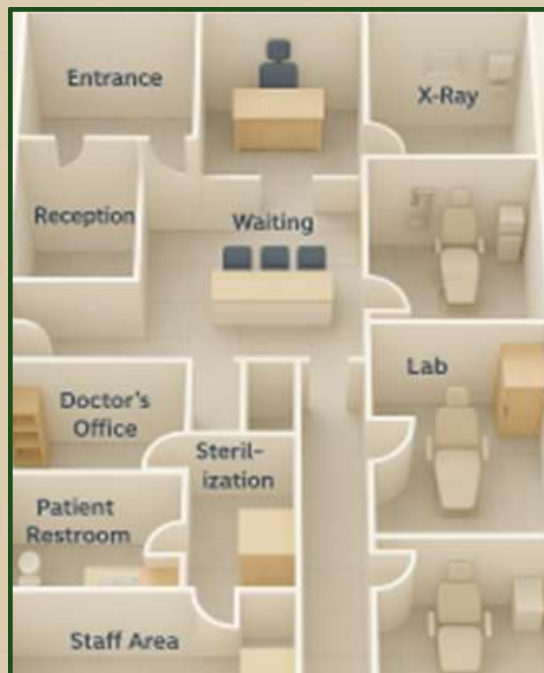 Entrance
X-Ray
Reception
Waiting
Lab
Doctor's
Office
Steril-
ization
Patient
Restroom
Staff Area